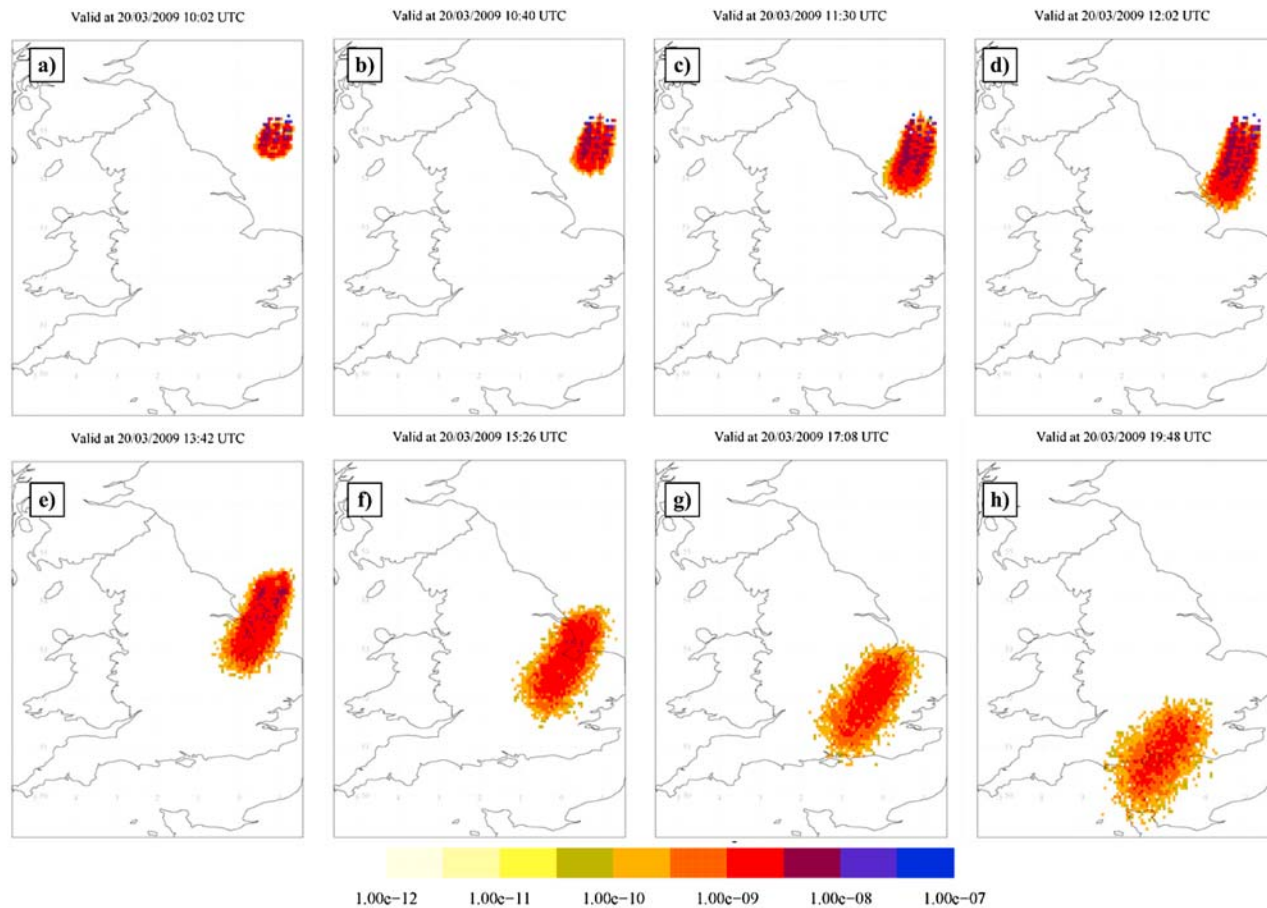 Valid at 20/03/2009 10:02 UTC
Valid at 20/03/2009 10:40 UTC
Valid at 20/03/2009 11:30 UTC
Valid at 20/03/2009 12:02 UTC
a)
b)
c)
d)
Valid at 20/03/2009 13:42 UTC
Valid at 20/03/2009 15:26 UTC
Valid at 20/03/2009 17:08 UTC
Valid at 20/03/2009 19:48 UTC
e)
f)
g)
h)
1.00e−12
1.00e−11
1.00e−10
1.00e−09
1.00e−08
1.00e−07